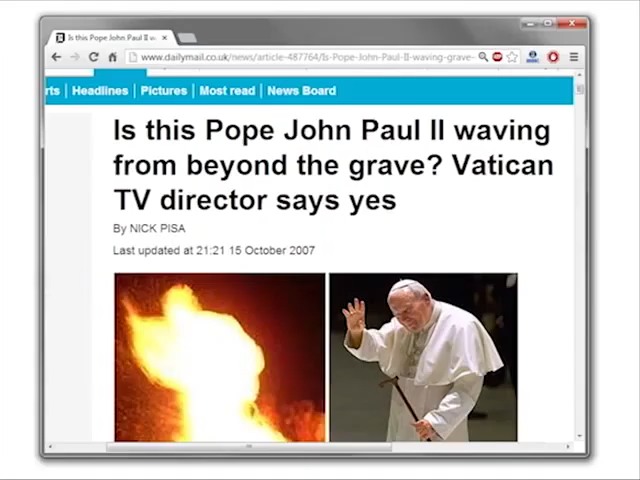 Is this Pope John Paul II w
www.dailymail.co.uk/news/article-487764/Is-Pope-John-Paul-II-waving-grave-
rts | Headlines | Pictures | Most read | News Board
Is this Pope John Paul II waving
from beyond the grave? Vatican
TV director says yes
By NICK PISA
Last updated at 21:21 15 October 2007